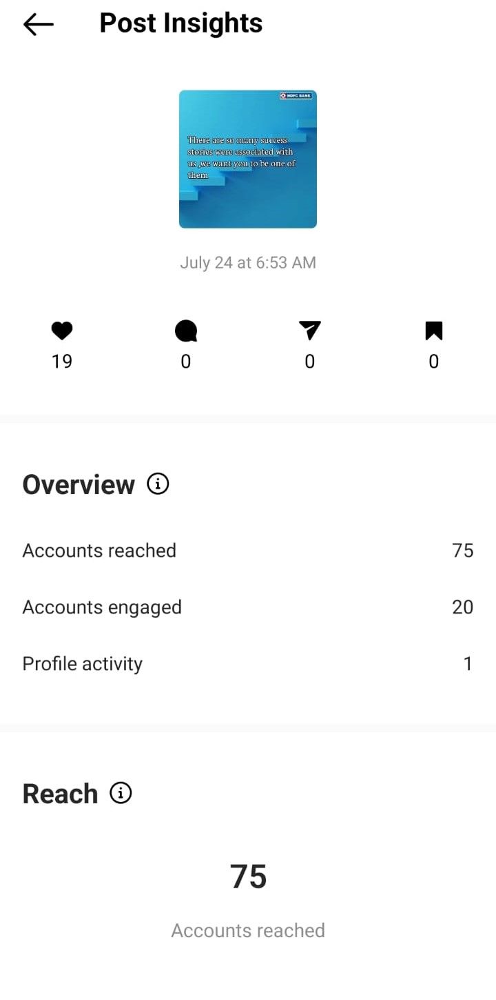 Post Insights
HDFC BANK
There are so many success
stories were associated with
us ,we want you to be one of
them
July 24 at 6:53 AM
19
0
0
0
Overview
Accounts reached
75
Accounts engaged
20
Profile activity
1
Reach
75
Accounts reached